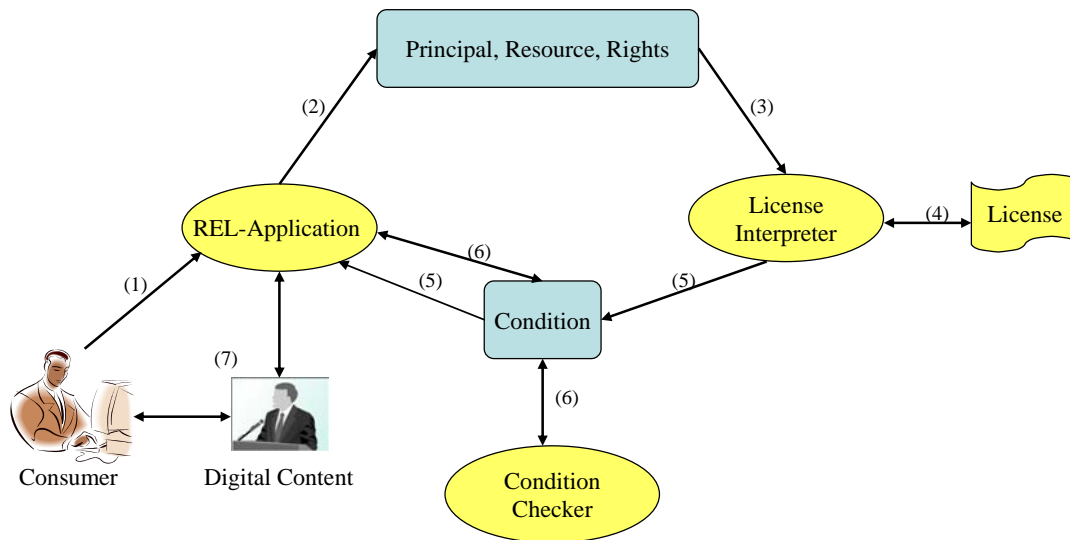 Principal, Resource, Rights
(2)
(3)
REL-Application
License
Interpreter
(4)
License
(6)
(5)
(5)
(1)
Condition
(7)
(6)
Consumer
Digital Content
Condition
Checker